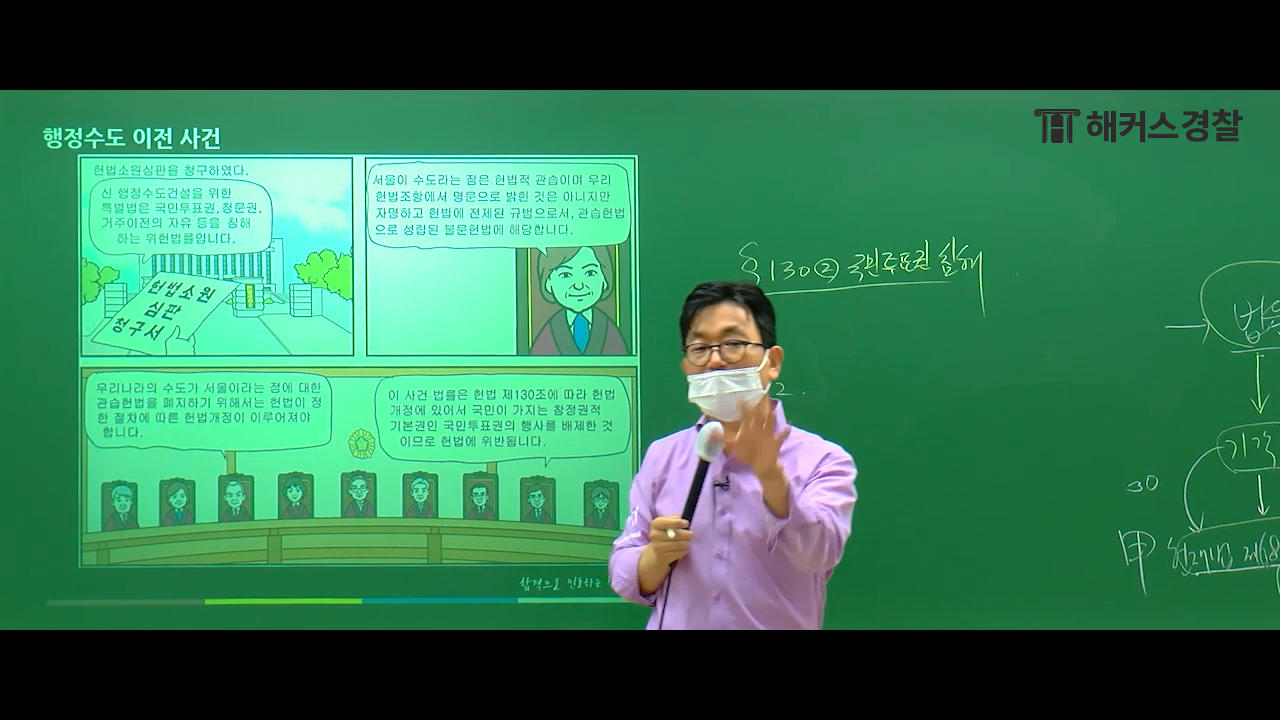 해커스경찰
행정수도 이전 사건
헌법소원심판을 청구하였다.
신 행정수도건설을 위한
특별법은 국민투표권, 청문권,
거주이전의 자유 등을 침해
하는 위헌법률입니다.
헌법소원
심판
청구서
서울이 수도라는 점은 헌법적 관습이며 우리
헌법조항에서 명문으로 밝힌 것은 아니지만
자명하고 헌법에 전제된 규범으로서, 관습헌법
으로 성립된 불문헌법에 해당합니다.
우리나라의 수도가 서울이라는 점에 대한
관습헌법을 폐지하기 위해서는 헌법이 정
한 절차에 따른 헌법개정이 이루어져야
합니다.
이 사건 법률은 헌법 제130조에 따라 헌법
개정에 있어서 국민이 가지는 참정권적
기본권인 국민투표권의 행사를 배제한 것
이므로 헌법에 위반됩니다.
합격으로 인도하는
§130② 국민투표권 침해
2.
기각
30
甲